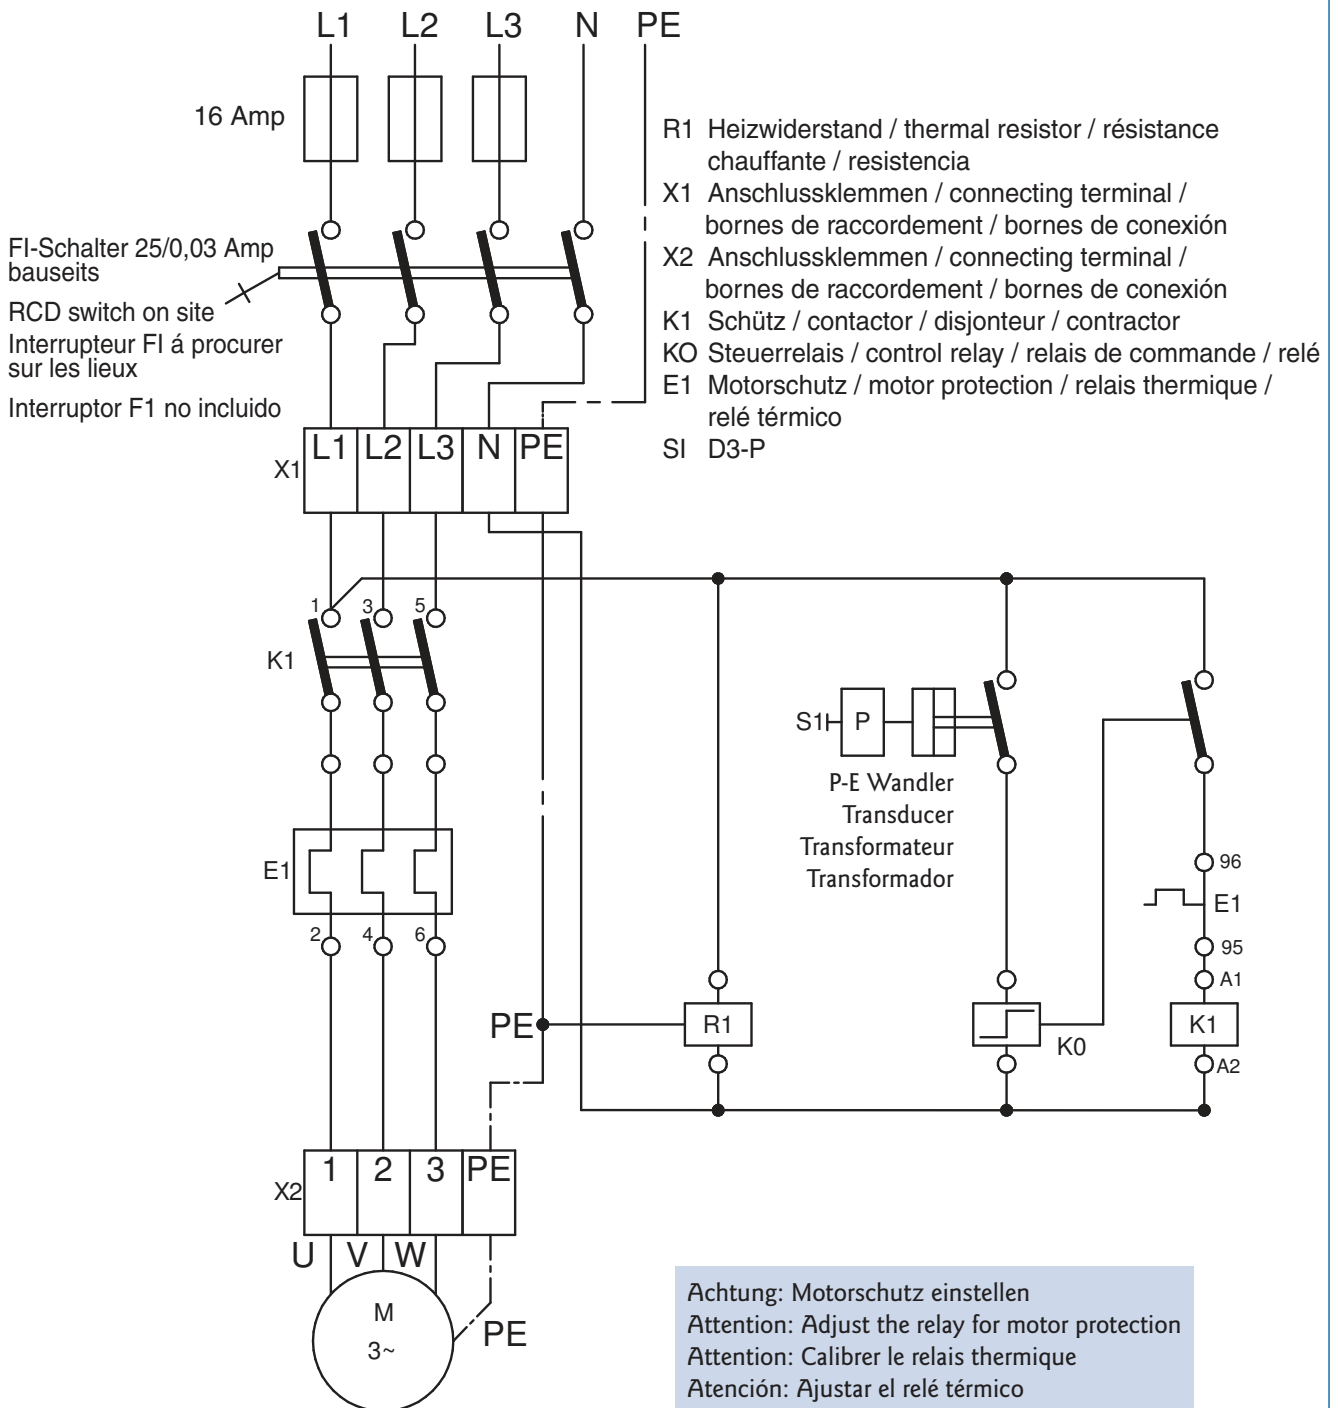 L1 L2 L3 N PE
16 Amp
R1 Heizwiderstand / thermal resistor / résistance
chauffante / resistencia
X1 Anschlussklemmen / connecting terminal /
bornes de raccordement / bornes de conexión
X2 Anschlussklemmen / connecting terminal /
bornes de raccordement / bornes de conexión
K1 Schütz / contactor / disjonteur / contractor
KO Steuerrelais / control relay / relais de commande / relé
E1 Motorschutz / motor protection / relais thermique /
relé térmico
SI D3-P
FI-Schalter 25/0,03 Amp
bauseits
RCD switch on site
Interrupteur FI á procurer
sur les lieux
Interruptor F1 no incluido
X1 L1 L2 L3 N PE
1 3 5
K1
S1 P
P-E Wandler
Transducer
Transformateur
Transformador
E1
96
E1
2 4 6
95
A1
PE R1 K0 K1
A2
X2 1 2 3 PE
U V W
M
3~
PE
Achtung: Motorschutz einstellen
Attention: Adjust the relay for motor protection
Attention: Calibrer le relais thermique
Atención: Ajustar el relé térmico